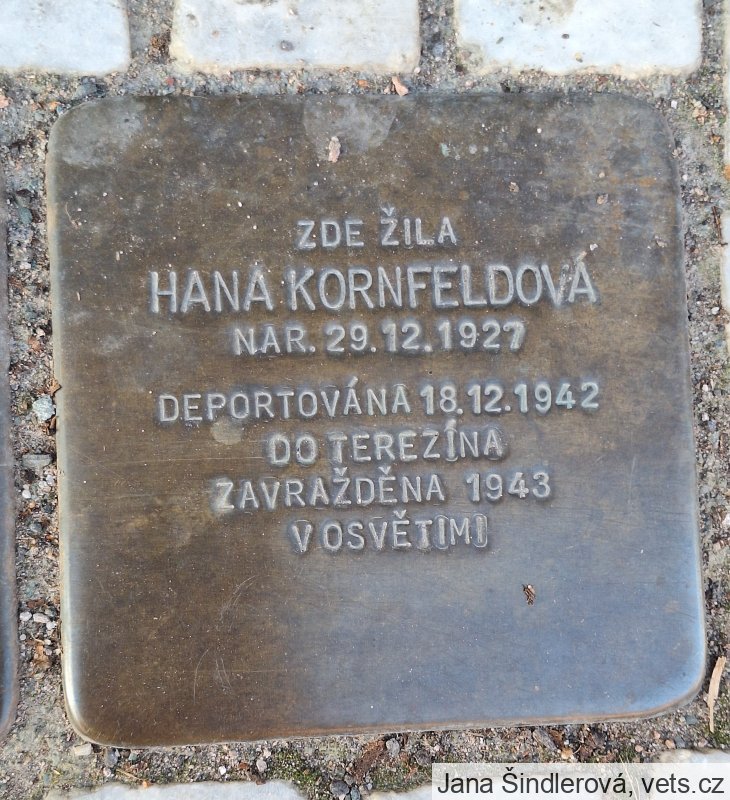 ZDE ŽILA
HANA KORNFELDOVÁ
NAR. 29.12.1927
DEPORTOVÁNA 18.12.1942
DO TEREZÍNA
ZAVRAŽDĚNA 1943
V OSVĚTIMI
Jana Šindlerová, vets.cz